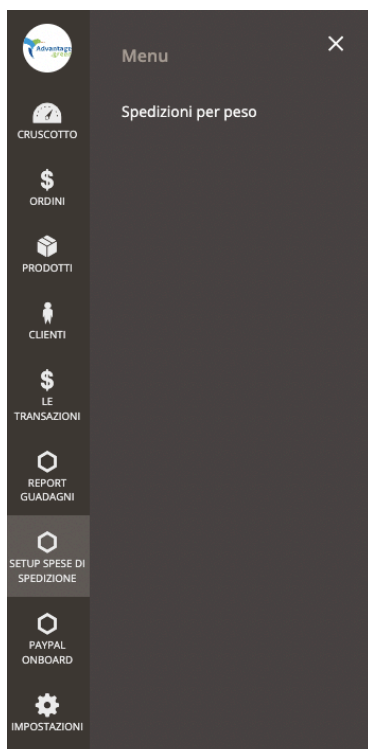 Advantage
green
Menu
Spedizioni per peso
CRUSCOTTO
$
ORDINI
PRODOTTI
CLIENTI
$
LE
TRANSAZIONI
REPORT
GUADAGNI
SETUP SPESE DI
SPEDIZIONE
PAYPAL
ONBOARD
IMPOSTAZIONI